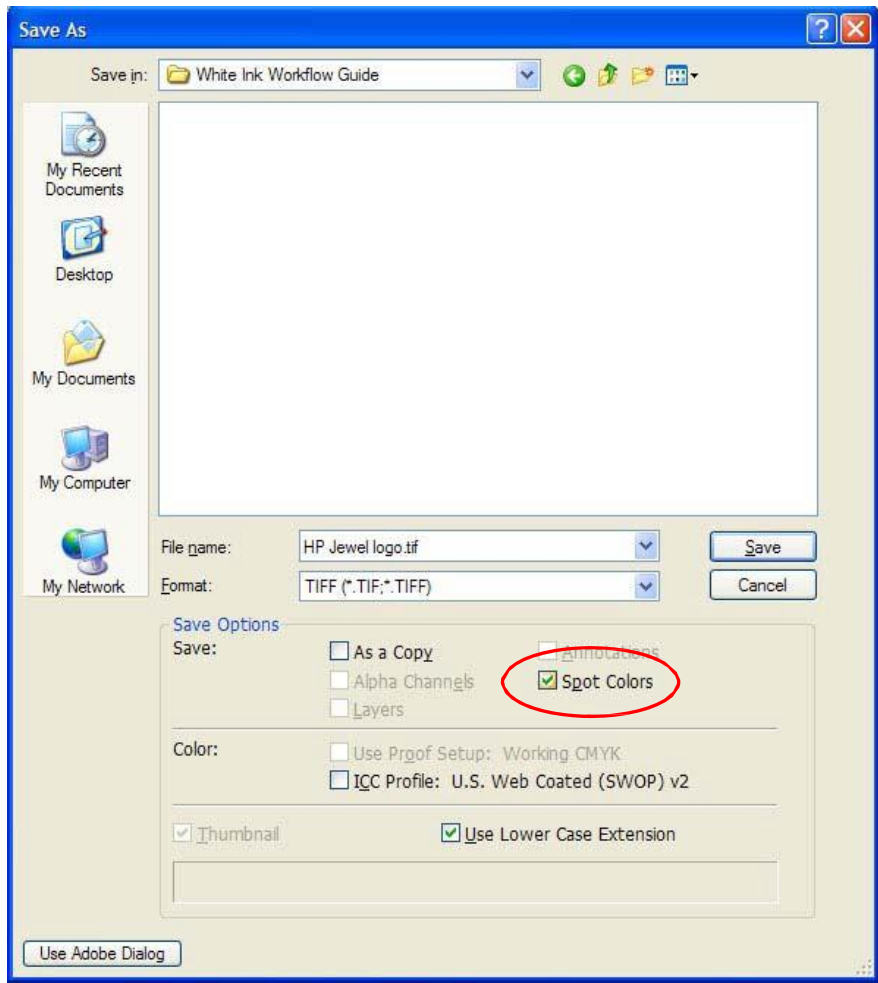 Save As
Save in:
White Ink Workflow Guide
My Recent
Documents
Desktop
My Documents
My Computer
My Network
File name:
HP Jewel logo.tif
Save
Format:
TIFF (*.TIF;*.TIFF)
Cancel
Save Options
Save:
As a Copy
Annotations
Alpha Channels
Spot Colors
Layers
Color:
Use Proof Setup: Working CMYK
ICC Profile: U.S. Web Coated (SWOP) v2
Thumbnail
Use Lower Case Extension
Use Adobe Dialog